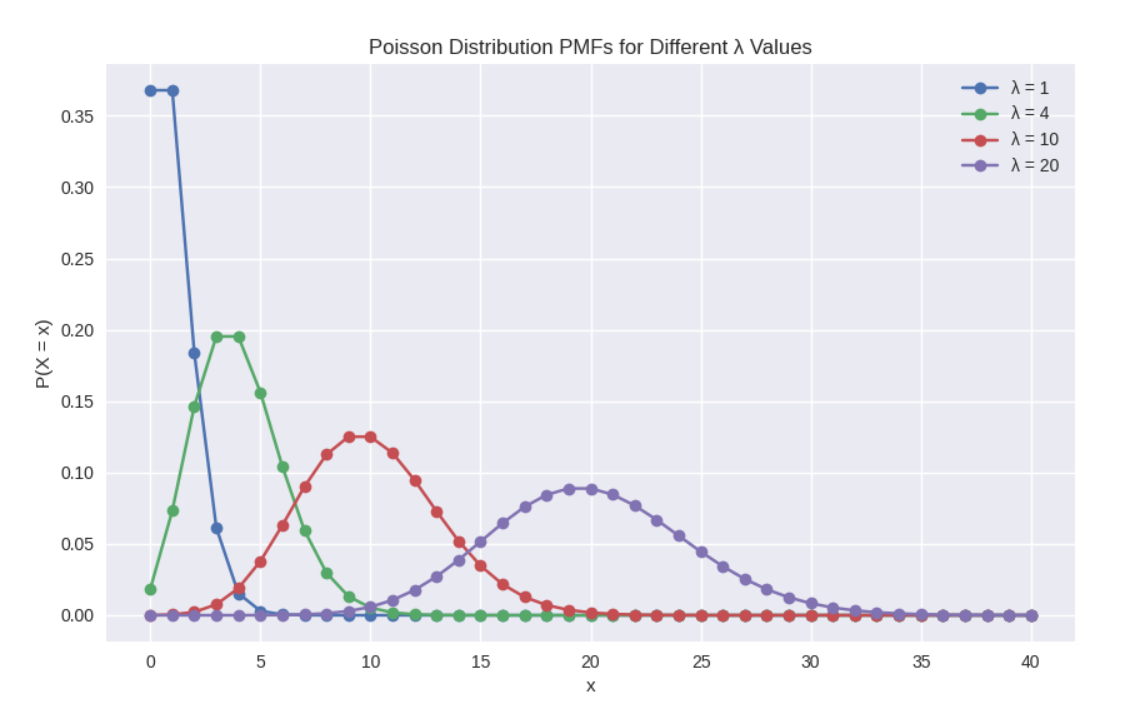 Poisson Distribution PMFs for Different λ Values
λ = 1
λ = 4
λ = 10
λ = 20
P(X = x)
0.35
0.30
0.25
0.20
0.15
0.10
0.05
0.00
0 5 10 15 20 25 30 35 40
x